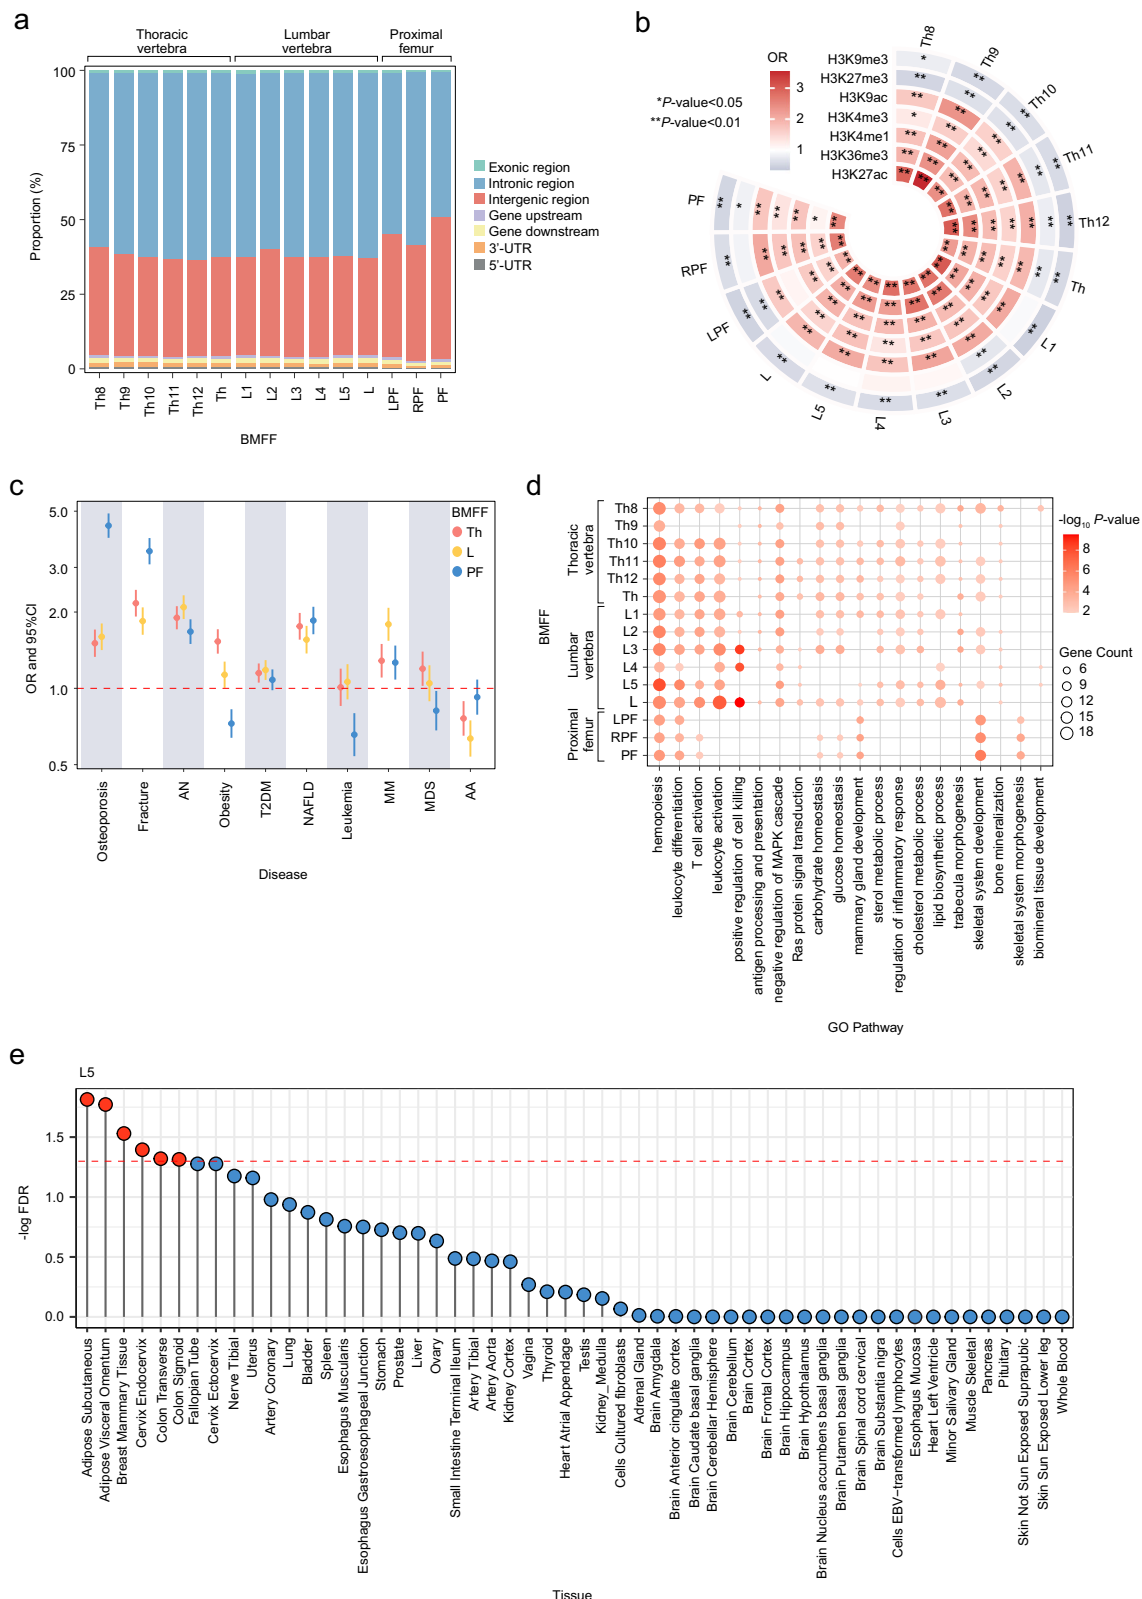 a
Thoracic vertebra
Lumbar vertebra
Proximal femur
100
75
50
25
0
Proportion (%)
Th8
Th9
Th10
Th11
Th12
Th
L1
L2
L3
L4
L5
L
LPF
RPF
PF
BMFF
Exonic region
Intronic region
Intergenic region
Gene upstream
Gene downstream
3'-UTR
5'-UTR
b
OR
3
2
1
*P-value<0.05
**P-value<0.01
H3K9me3
H3K27me3
H3K9ac
H3K4me3
H3K4me1
H3K36me3
H3K27ac
Th8
Th9
Th10
Th11
Th12
Th
L1
L2
L3
L4
L5
L
LPF
RPF
PF
c
5.0
3.0
2.0
1.0
0.5
OR and 95%CI
BMFF
Th
L
PF
Osteoporosis
Fracture
AN
Obesity
T2DM
NAFLD
Leukemia
MM
MDS
AA
Disease
d
BMFF
Thoracic vertebra
Lumbar vertebra
Proximal femur
Th8
Th9
Th10
Th11
Th12
Th
L1
L2
L3
L4
L5
L
LPF
RPF
PF
-log10 P-value
8
6
4
2
Gene Count
6
9
12
15
18
hemopoiesis
leukocyte differentiation
T cell activation
leukocyte activation
positive regulation of cell killing
antigen processing and presentation
negative regulation of MAPK cascade
Ras protein signal transduction
carbohydrate homeostasis
glucose homeostasis
mammary gland development
sterol metabolic process
regulation of inflammatory response
cholesterol metabolic process
lipid biosynthetic process
trabecula morphogenesis
skeletal system development
bone mineralization
skeletal system morphogenesis
biomineral tissue development
GO Pathway
e
L5
1.5
1.0
0.5
0.0
-log FDR
Adipose Subcutaneous
Adipose Visceral Omentum
Breast Mammary Tissue
Cervix Endocervix
Colon Transverse
Colon Sigmoid
Fallopian Tube
Cervix Ectocervix
Nerve Tibial
Uterus
Artery Coronary
Lung
Bladder
Spleen
Esophagus Muscularis
Esophagus Gastroesophageal Junction
Stomach
Prostate
Liver
Ovary
Small Intestine Terminal Ileum
Artery Tibial
Artery Aorta
Kidney Cortex
Vagina
Thyroid
Heart Atrial Appendage
Testis
Kidney_Medulla
Cells Cultured fibroblasts
Adrenal Gland
Brain Amygdala
Brain Anterior cingulate cortex
Brain Caudate basal ganglia
Brain Cerebellar Hemisphere
Brain Cerebellum
Brain Cortex
Brain Frontal Cortex
Brain Hippocampus
Brain Hypothalamus
Brain Nucleus accumbens basal ganglia
Brain Putamen basal ganglia
Brain Spinal cord cervical
Brain Substantia nigra
Cells EBV−transformed lymphocytes
Esophagus Mucosa
Heart Left Ventricle
Minor Salivary Gland
Muscle Skeletal
Pancreas
Pituitary
Skin Not Sun Exposed Suprapubic
Skin Sun Exposed Lower leg
Whole Blood
Tissue